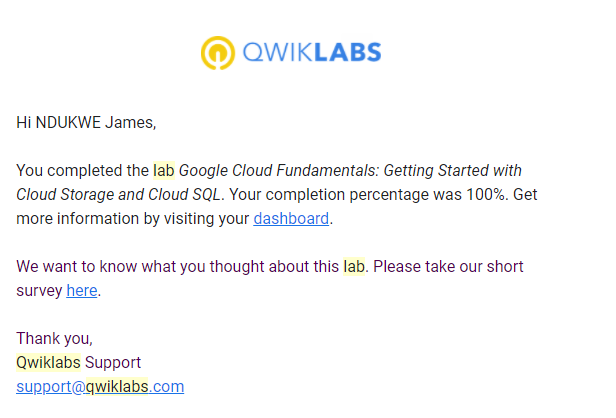 QWIKLABS
Hi NDUKWE James,
You completed the lab Google Cloud Fundamentals: Getting Started with
Cloud Storage and Cloud SQL. Your completion percentage was 100%. Get
more information by visiting your dashboard.
We want to know what you thought about this lab. Please take our short
survey here.
Thank you,
Qwiklabs Support
support@qwiklabs.com